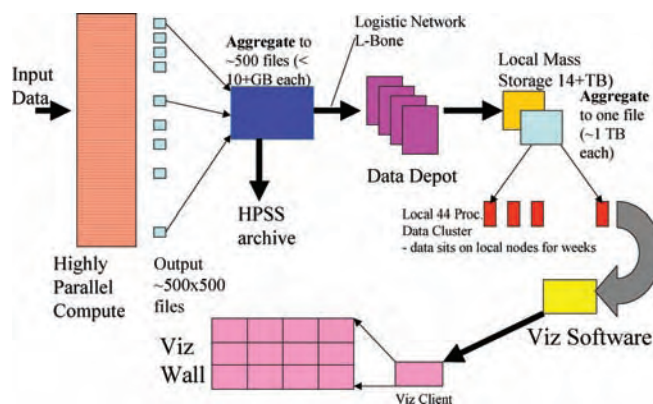 Input
Data
Highly
Parallel
Compute
Output
~500x500
files
Aggregate to
~500 files (<
10+GB each)
HPSS
archive
Logistic Network
L-Bone
Data Depot
Local Mass
Storage 14+TB)
Aggregate
to one file
(~1 TB
each)
Local 44 Proc.
Data Cluster
- data sits on local nodes for weeks
Viz Software
Viz
Wall
Viz Client